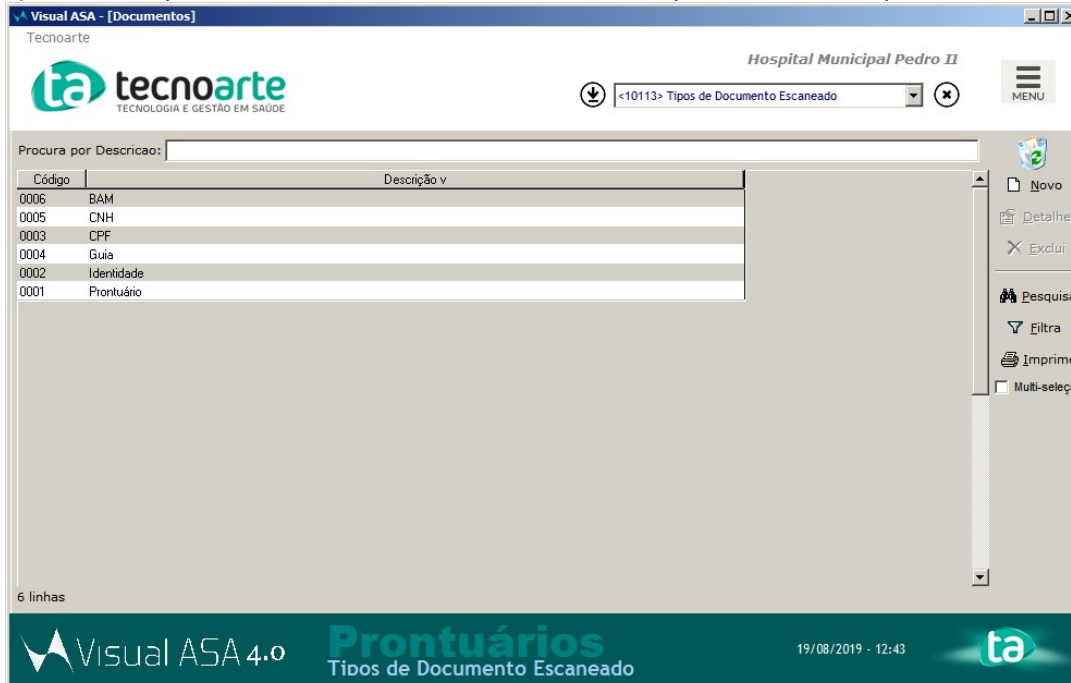 Visual ASA - [Documentos]
Tecnoarte
Hospital Municipal Pedro II
ta tecnoarte
TECNOLOGIA E GESTÃO EM SAÚDE
<10113> Tipos de Documento Escaneado
MENU
Procura por Descricao:
Código Descrição v
0006 BAM
0005 CNH
0003 CPF
0004 Guia
0002 Identidade
0001 Prontuário
Novo
Detalhe
Exclui
Pesquisa
Filtra
Imprime
Multi-seleç
6 linhas
Visual ASA 4.0
Prontuários
Tipos de Documento Escaneado
19/08/2019 - 12:43
ta